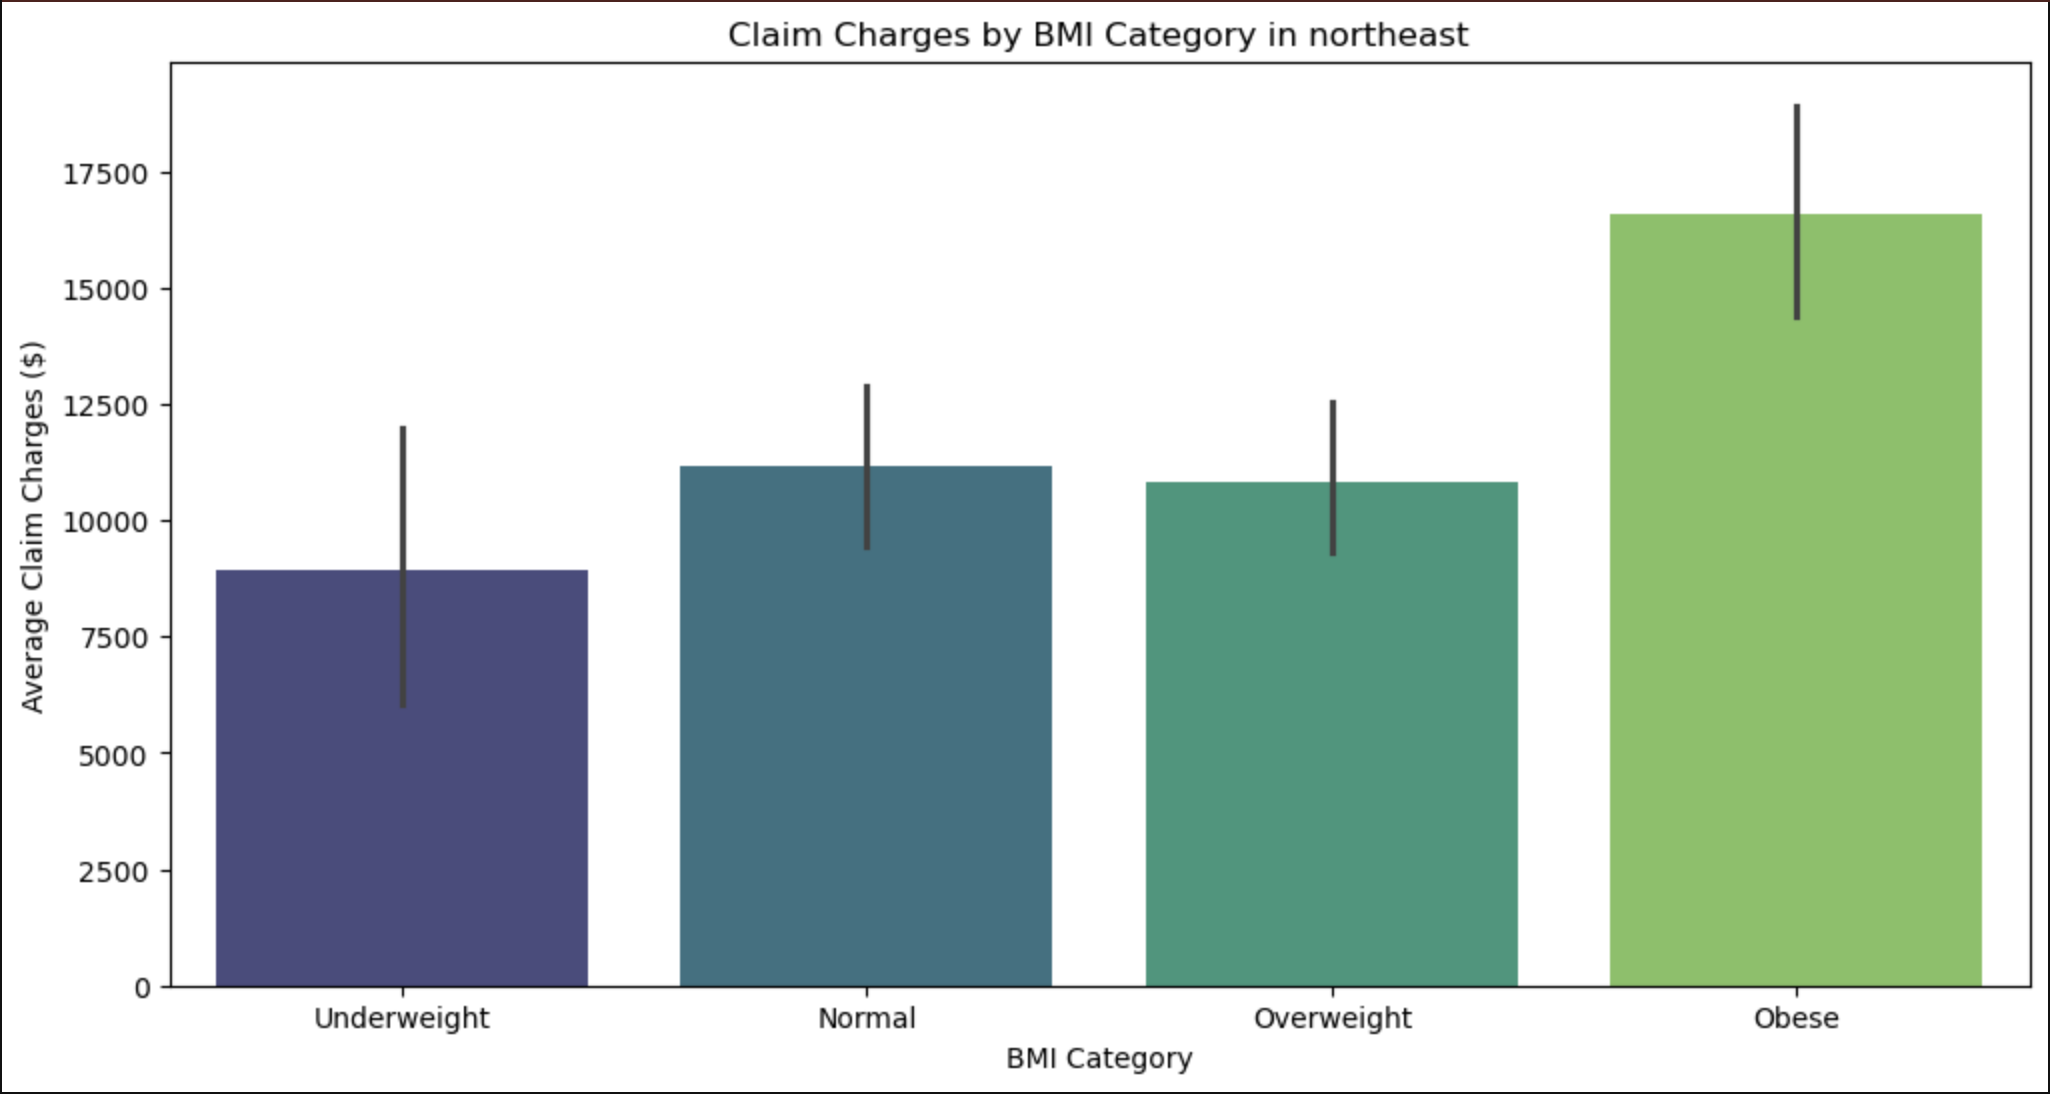 Claim Charges by BMI Category in northeast
Average Claim Charges ($)
17500
15000
12500
10000
7500
5000
2500
0
Underweight Normal Overweight Obese
BMI Category